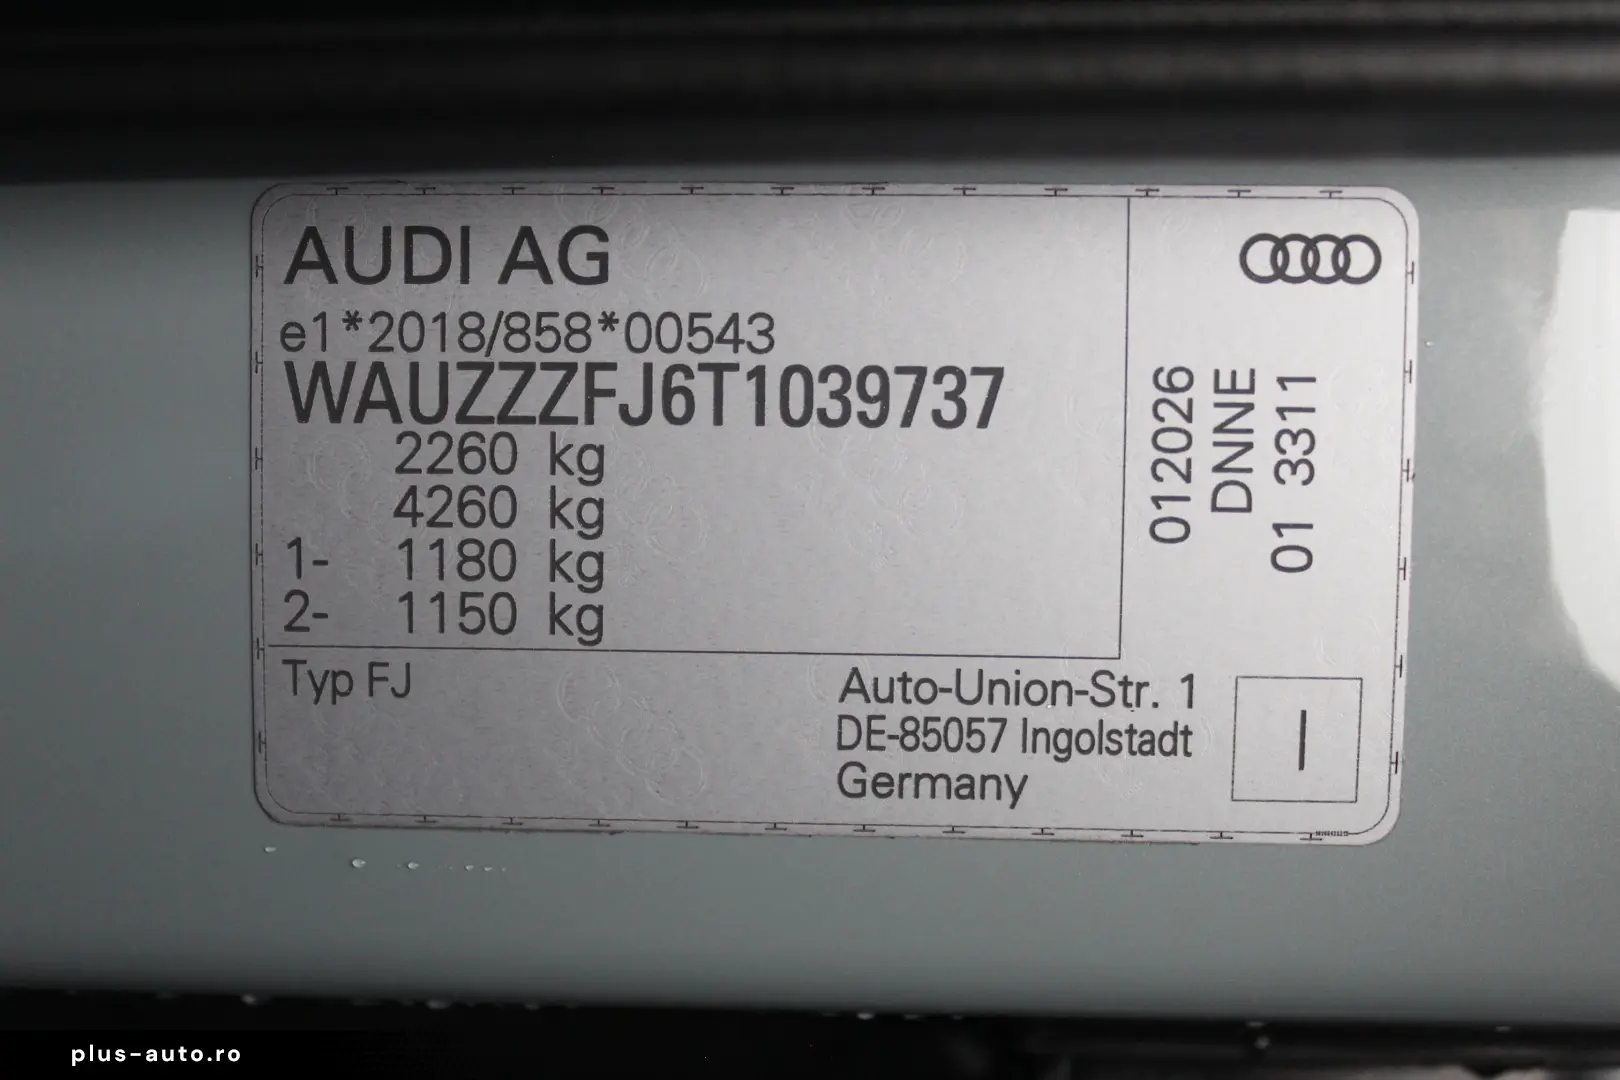 AUDI AG
e1*2018/858*00543
WAUZZZFJ6T1039737
2260 kg
4260 kg
1- 1180 kg
2- 1150 kg
Typ FJ
Auto-Union-Str. 1
DE-85057 Ingolstadt
Germany
012026
DNNE
01 3311
I
plus-auto.ro